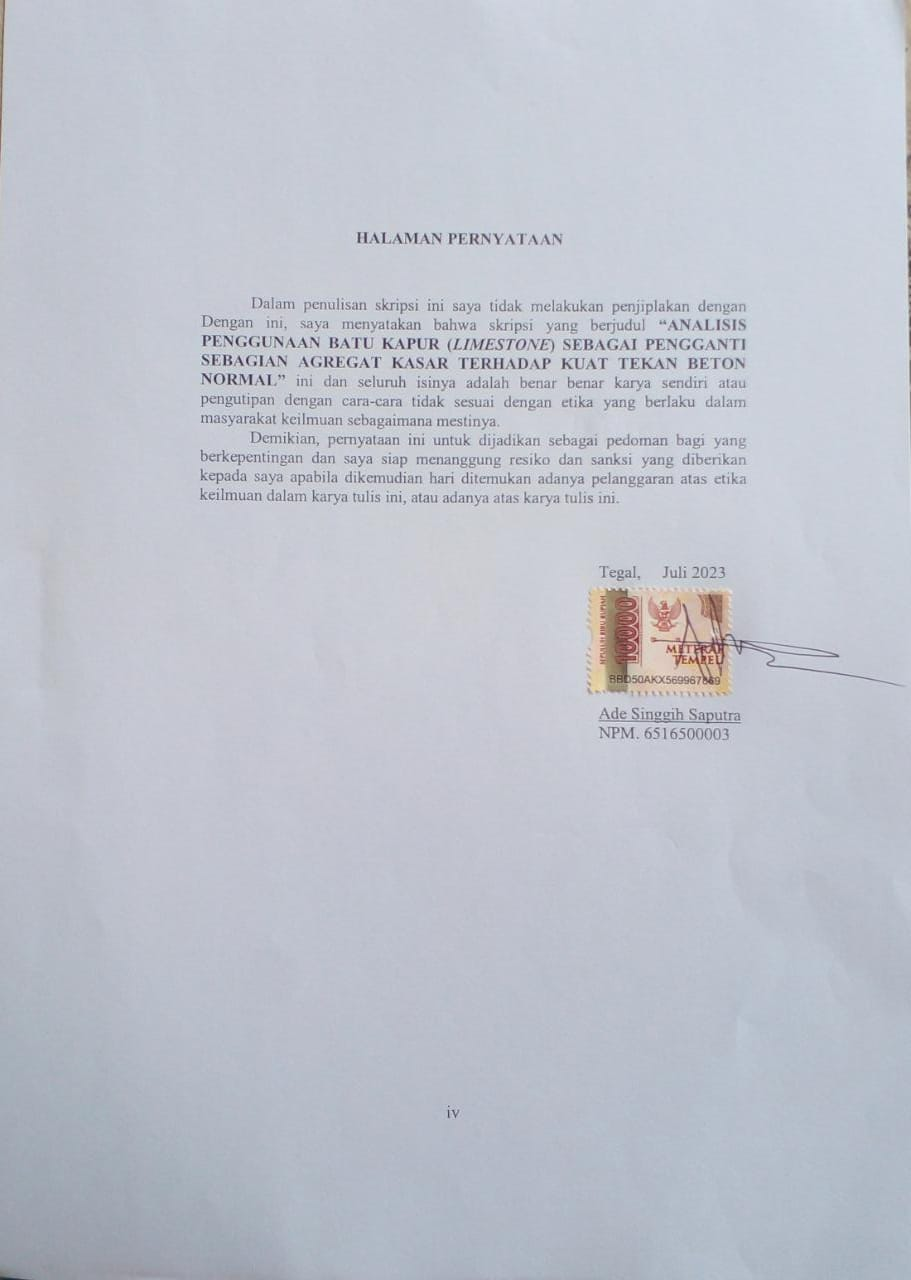 HALAMAN PERNYATAAN
Dalam penulisan skripsi ini saya tidak melakukan penjiplakan dengan
Dengan ini, saya menyatakan bahwa skripsi yang berjudul “ANALISIS
PENGGUNAAN BATU KAPUR (LIMESTONE) SEBAGAI PENGGANTI
SEBAGIAN AGREGAT KASAR TERHADAP KUAT TEKAN BETON
NORMAL” ini dan seluruh isinya adalah benar benar karya sendiri atau
pengutipan dengan cara-cara tidak sesuai dengan etika yang berlaku dalam
masyarakat keilmuan sebagaimana mestinya.
Demikian, pernyataan ini untuk dijadikan sebagai pedoman bagi yang
berkepentingan dan saya siap menanggung resiko dan sanksi yang diberikan
kepada saya apabila dikemudian hari ditemukan adanya pelanggaran atas etika
keilmuan dalam karya tulis ini, atau adanya atas karya tulis ini.
Tegal, Juli 2023
10000
METERAI
TEMPEL
BBD50AKX569967669
Ade Singgih Saputra
NPM. 6516500003
iv